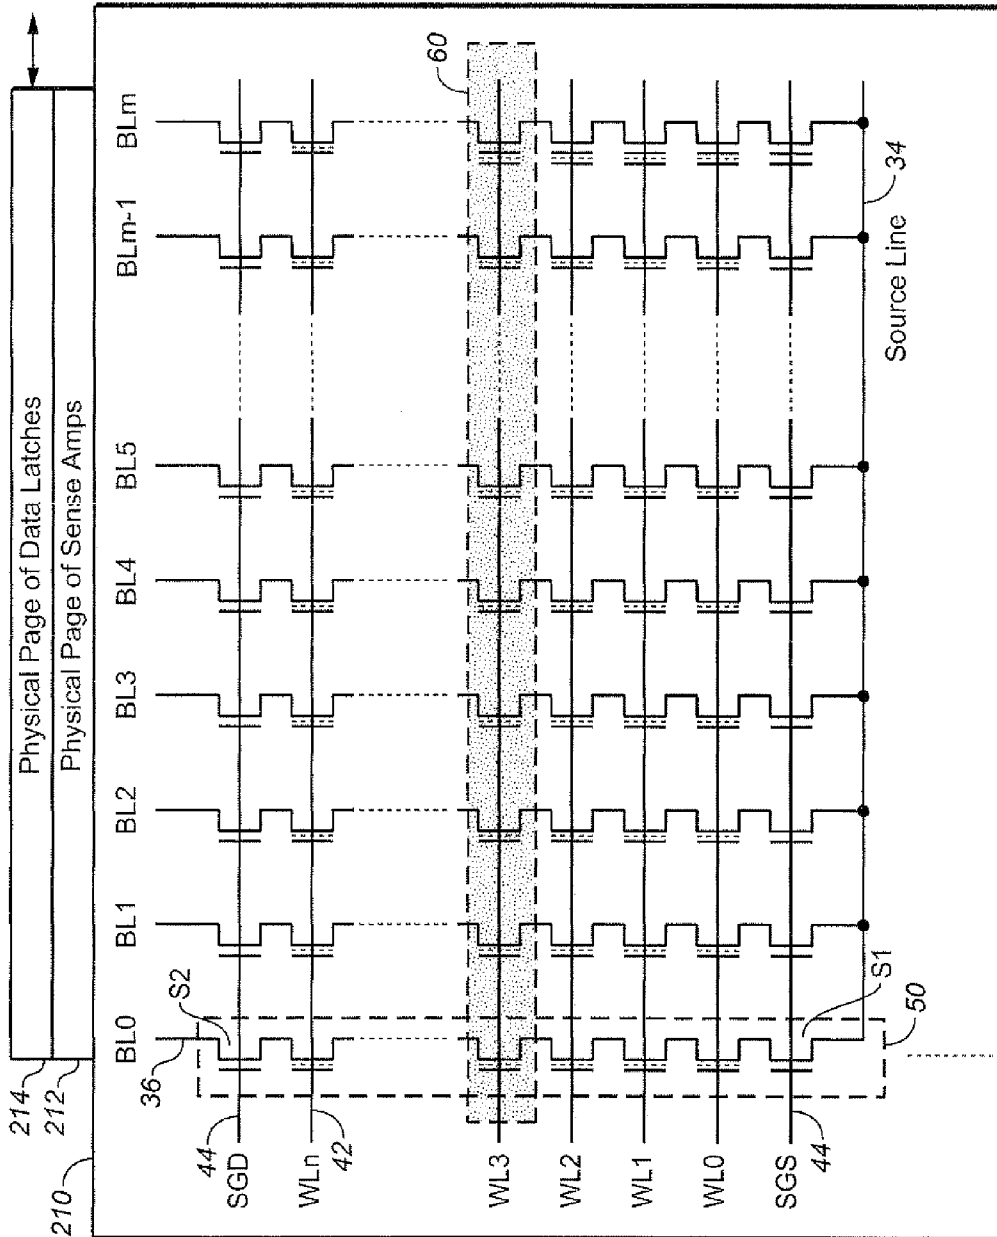 Physical Page of Data Latches
Physical Page of Sense Amps
214
212
210
BL0
BL1
BL2
BL3
BL4
BL5
BLm-1
BLm
36
S2
60
44
SGD
WLn
42
WL3
WL2
WL1
WL0
SGS
44
S1
50
Source Line
34